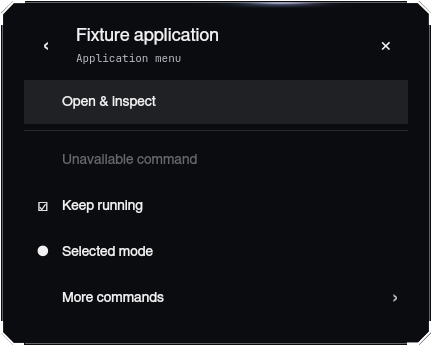 Fixture application
Application menu
Open & inspect
Unavailable command
Keep running
Selected mode
More commands